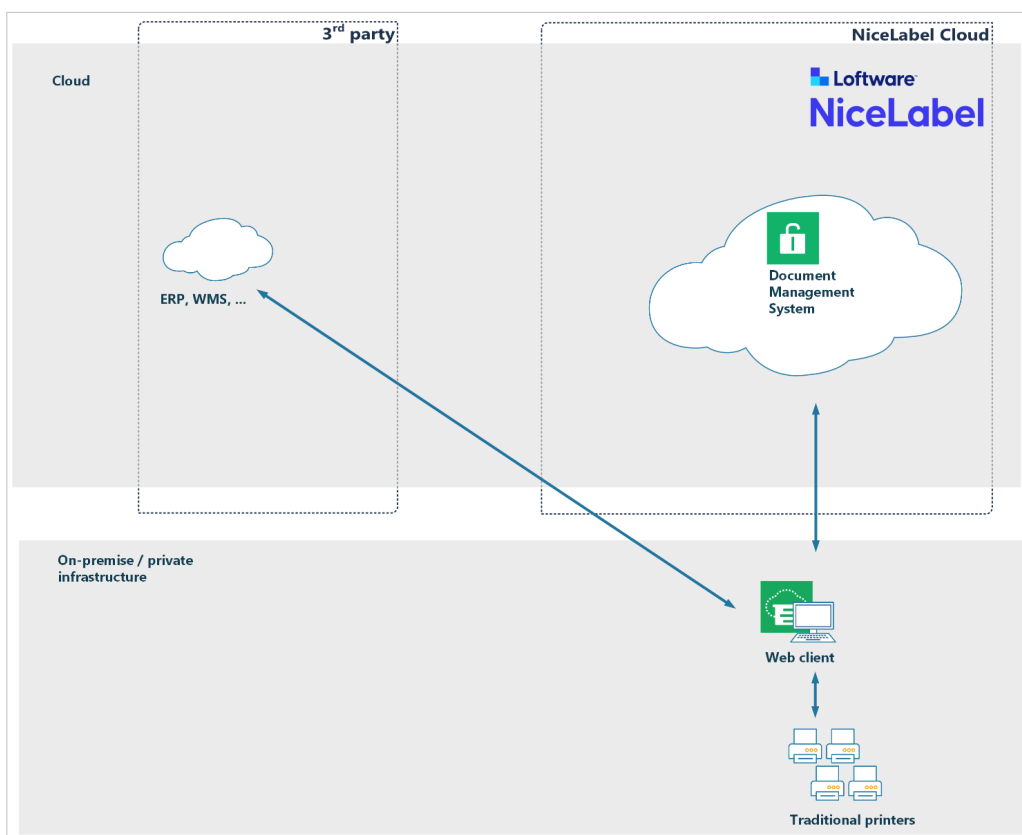 3rd party
NiceLabel Cloud
Cloud
Loftware
NiceLabel
Document
Management
System
ERP, WMS, ...
On-premise / private
infrastructure
Web client
Traditional printers